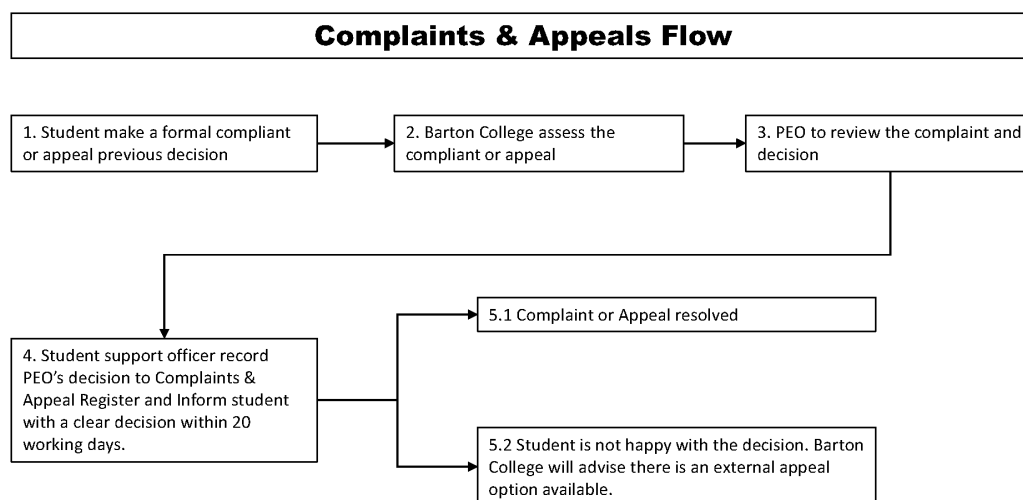 Complaints & Appeals Flow
1. Student make a formal compliant
or appeal previous decision
2. Barton College assess the
compliant or appeal
3. PEO to review the complaint and
decision
4. Student support officer record
PEO’s decision to Complaints &
Appeal Register and Inform student
with a clear decision within 20
working days.
5.1 Complaint or Appeal resolved
5.2 Student is not happy with the decision. Barton
College will advise there is an external appeal
option available.